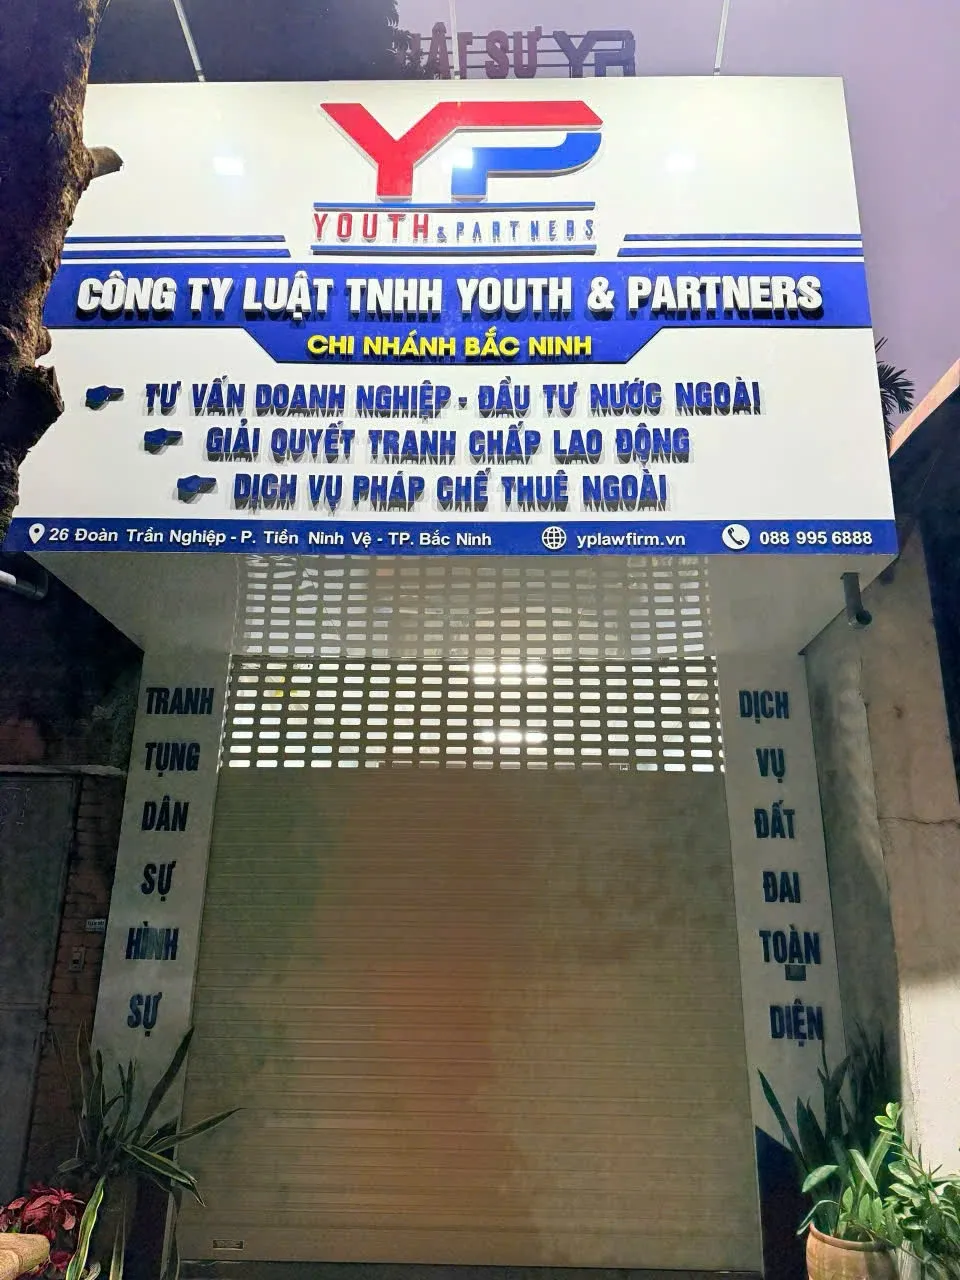 LUẬT SƯ YP
YP
YOUTH & PARTNERS
CÔNG TY LUẬT TNHH YOUTH & PARTNERS
CHI NHÁNH BẮC NINH
TƯ VẤN DOANH NGHIỆP - ĐẦU TƯ NƯỚC NGOÀI
GIẢI QUYẾT TRANH CHẤP LAO ĐỘNG
DỊCH VỤ PHÁP CHẾ THUÊ NGOÀI
26 Đoàn Trần Nghiệp - P. Tiền Ninh Vệ - TP. Bắc Ninh yplawfirm.vn 088 995 6888
TRANH
TỤNG
DÂN
SỰ
HÌNH
SỰ
DỊCH
VỤ
ĐẤT
ĐAI
TOÀN
DIỆN